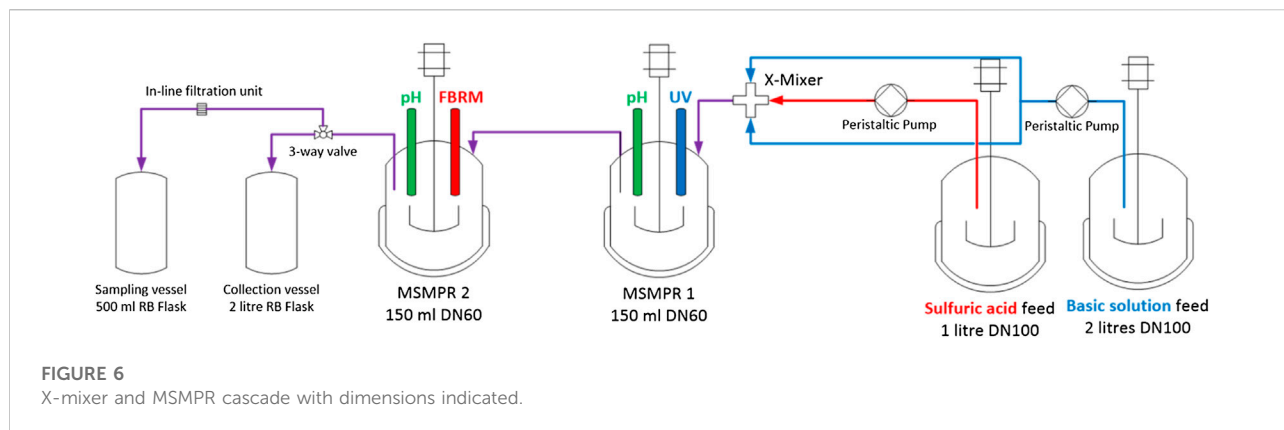 In-line filtration unit
3-way valve
pH FBRM
pH UV
X-Mixer
Peristaltic Pump
Peristaltic Pump
Sampling vessel
500 ml RB Flask
Collection vessel
2 litre RB Flask
MSMPR 2
150 ml DN60
MSMPR 1
150 ml DN60
Sulfuric acid feed
1 litre DN100
Basic solution feed
2 litres DN100
FIGURE 6
X-mixer and MSMPR cascade with dimensions indicated.